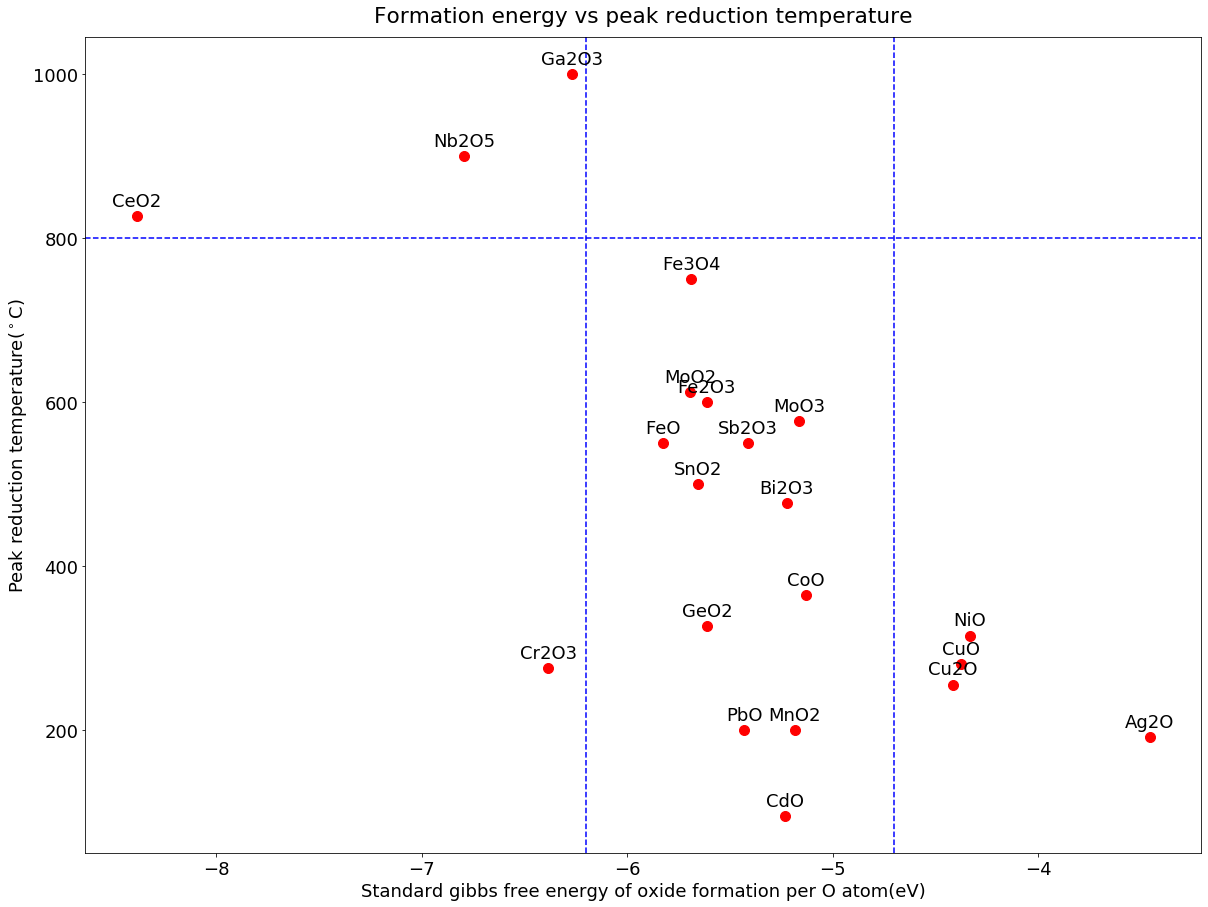 Formation energy vs peak reduction temperature
Ga2O3
1000
Nb2O5
CeO2
800
Fe3O4
MoO2
Fe2O3
600
MoO3
FeO
Sb2O3
SnO2
Bi2O3
400
CoO
GeO2
NiO
Cr2O3
CuO
Cu2O
200
PbO
MnO2
Ag2O
CdO
−8
−7
−6
−5
−4
Standard gibbs free energy of oxide formation per O atom(eV)
Peak reduction temperature(∘C)